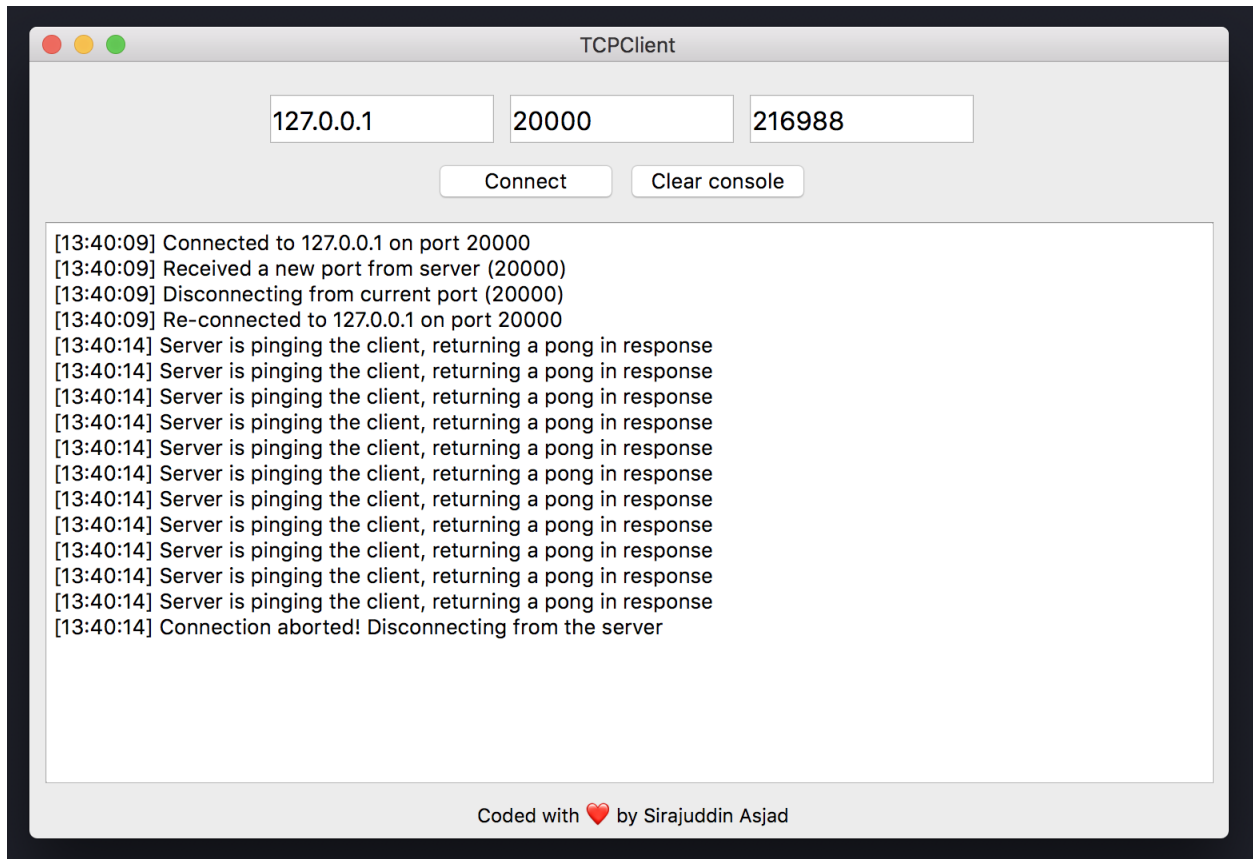 TCPClient
127.0.0.1 20000 216988
Connect Clear console
[13:40:09] Connected to 127.0.0.1 on port 20000
[13:40:09] Received a new port from server (20000)
[13:40:09] Disconnecting from current port (20000)
[13:40:09] Re-connected to 127.0.0.1 on port 20000
[13:40:14] Server is pinging the client, returning a pong in response
[13:40:14] Server is pinging the client, returning a pong in response
[13:40:14] Server is pinging the client, returning a pong in response
[13:40:14] Server is pinging the client, returning a pong in response
[13:40:14] Server is pinging the client, returning a pong in response
[13:40:14] Server is pinging the client, returning a pong in response
[13:40:14] Server is pinging the client, returning a pong in response
[13:40:14] Server is pinging the client, returning a pong in response
[13:40:14] Server is pinging the client, returning a pong in response
[13:40:14] Server is pinging the client, returning a pong in response
[13:40:14] Server is pinging the client, returning a pong in response
[13:40:14] Connection aborted! Disconnecting from the server
Coded with ❤️ by Sirajuddin Asjad